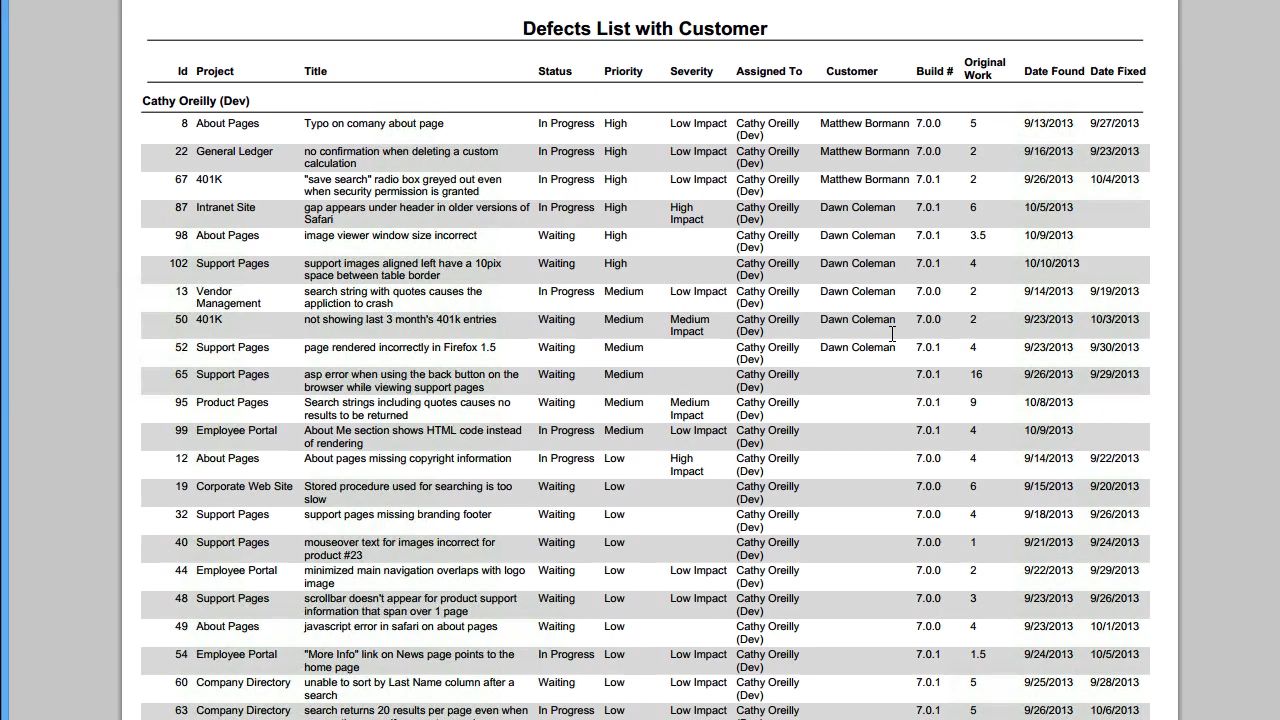 Defects List with Customer
Id Project Title Status Priority Severity Assigned To Customer Build # Original Work Date Found Date Fixed
Cathy Oreilly (Dev)
8 About Pages Typo on comany about page In Progress High Low Impact Cathy Oreilly Matthew Bormann 7.0.0 5 9/13/2013 9/27/2013
(Dev)
22 General Ledger no confirmation when deleting a custom In Progress High Low Impact Cathy Oreilly Matthew Bormann 7.0.0 2 9/16/2013 9/23/2013
calculation (Dev)
67 401K "save search" radio box greyed out even In Progress High Low Impact Cathy Oreilly Matthew Bormann 7.0.1 2 9/26/2013 10/4/2013
when security permission is granted (Dev)
87 Intranet Site gap appears under header in older versions of In Progress High High Cathy Oreilly Dawn Coleman 7.0.1 6 10/5/2013
Safari Impact (Dev)
98 About Pages image viewer window size incorrect Waiting High Cathy Oreilly Dawn Coleman 7.0.1 3.5 10/9/2013
(Dev)
102 Support Pages support images aligned left have a 10pix Waiting High Cathy Oreilly Dawn Coleman 7.0.1 4 10/10/2013
space between table border (Dev)
13 Vendor search string with quotes causes the In Progress Medium Low Impact Cathy Oreilly Dawn Coleman 7.0.0 2 9/14/2013 9/19/2013
Management appliction to crash (Dev)
50 401K not showing last 3 month's 401k entries Waiting Medium Medium Cathy Oreilly Dawn Coleman 7.0.0 2 9/23/2013 10/3/2013
Impact (Dev)
52 Support Pages page rendered incorrectly in Firefox 1.5 Waiting Medium Cathy Oreilly Dawn Coleman 7.0.1 4 9/23/2013 9/30/2013
(Dev)
65 Support Pages asp error when using the back button on the Waiting Medium Cathy Oreilly 7.0.1 16 9/26/2013 9/29/2013
browser while viewing support pages (Dev)
95 Product Pages Search strings including quotes causes no Waiting Medium Medium Cathy Oreilly 7.0.1 9 10/8/2013
results to be returned Impact (Dev)
99 Employee Portal About Me section shows HTML code instead In Progress Medium Low Impact Cathy Oreilly 7.0.1 4 10/9/2013
of rendering (Dev)
12 About Pages About pages missing copyright information In Progress Low High Cathy Oreilly 7.0.0 4 9/14/2013 9/22/2013
Impact (Dev)
19 Corporate Web Site Stored procedure used for searching is too Waiting Low Cathy Oreilly 7.0.0 6 9/15/2013 9/20/2013
slow (Dev)
32 Support Pages support pages missing branding footer Waiting Low Cathy Oreilly 7.0.0 4 9/18/2013 9/26/2013
(Dev)
40 Support Pages mouseover text for images incorrect for Waiting Low Cathy Oreilly 7.0.0 1 9/21/2013 9/24/2013
product #23 (Dev)
44 Employee Portal minimized main navigation overlaps with logo Waiting Low Low Impact Cathy Oreilly 7.0.0 2 9/22/2013 9/29/2013
image (Dev)
48 Support Pages scrollbar doesn't appear for product support Waiting Low Low Impact Cathy Oreilly 7.0.0 3 9/23/2013 9/26/2013
information that span over 1 page (Dev)
49 About Pages javascript error in safari on about pages Waiting Low Cathy Oreilly 7.0.0 4 9/23/2013 10/1/2013
(Dev)
54 Employee Portal "More Info" link on News page points to the In Progress Low Low Impact Cathy Oreilly 7.0.1 1.5 9/24/2013 10/5/2013
home page (Dev)
60 Company Directory unable to sort by Last Name column after a Waiting Low Low Impact Cathy Oreilly 7.0.1 5 9/25/2013 9/28/2013
search (Dev)
63 Company Directory search returns 20 results per page even when In Progress Low Low Impact Cathy Oreilly 7.0.1 5 9/26/2013 10/6/2013